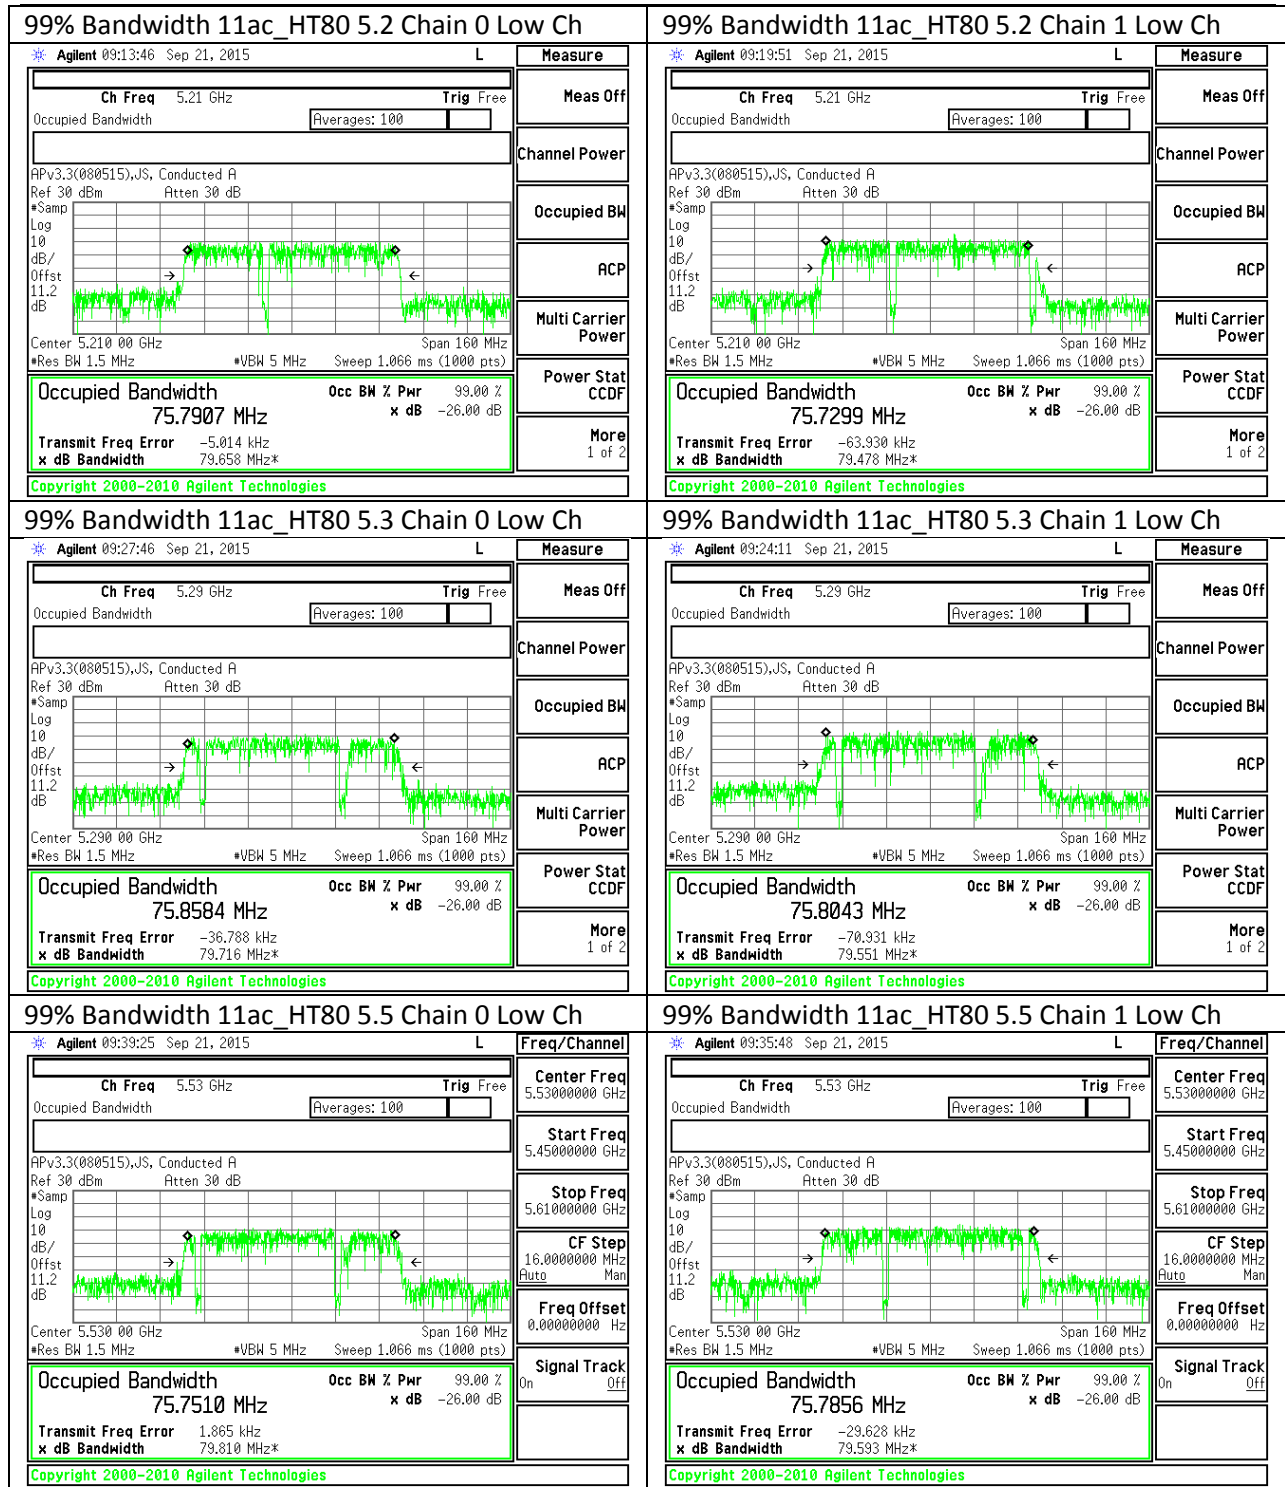 99% Bandwidth 11ac_HT80 5.2 Chain 0 Low Ch
Agilent 09:13:46 Sep 21, 2015 L Measure
Ch Freq 5.21 GHz Trig Free Meas Off
Occupied Bandwidth Averages: 100
Channel Power
APv3.3(080515),JS, Conducted A
Ref 30 dBm Atten 30 dB
#Samp Occupied BW
Log
10
dB/
Offst ACP
11.2
dB
Multi Carrier
Power
Center 5.210 00 GHz Span 160 MHz
#Res BW 1.5 MHz #VBW 5 MHz Sweep 1.066 ms (1000 pts)
Power Stat
CCDF
Occupied Bandwidth Occ BW % Pwr 99.00 %
75.7907 MHz x dB -26.00 dB
Transmit Freq Error -5.014 kHz More
x dB Bandwidth 79.658 MHz* 1 of 2
Copyright 2000-2010 Agilent Technologies
99% Bandwidth 11ac_HT80 5.2 Chain 1 Low Ch
Agilent 09:19:51 Sep 21, 2015 L Measure
Ch Freq 5.21 GHz Trig Free Meas Off
Occupied Bandwidth Averages: 100
Channel Power
APv3.3(080515),JS, Conducted A
Ref 30 dBm Atten 30 dB
#Samp Occupied BW
Log
10
dB/
Offst ACP
11.2
dB
Multi Carrier
Power
Center 5.210 00 GHz Span 160 MHz
#Res BW 1.5 MHz #VBW 5 MHz Sweep 1.066 ms (1000 pts)
Power Stat
CCDF
Occupied Bandwidth Occ BW % Pwr 99.00 %
75.7299 MHz x dB -26.00 dB
Transmit Freq Error -63.930 kHz More
x dB Bandwidth 79.478 MHz* 1 of 2
Copyright 2000-2010 Agilent Technologies
99% Bandwidth 11ac_HT80 5.3 Chain 0 Low Ch
Agilent 09:27:46 Sep 21, 2015 L Measure
Ch Freq 5.29 GHz Trig Free Meas Off
Occupied Bandwidth Averages: 100
Channel Power
APv3.3(080515),JS, Conducted A
Ref 30 dBm Atten 30 dB
#Samp Occupied BW
Log
10
dB/
Offst ACP
11.2
dB
Multi Carrier
Power
Center 5.290 00 GHz Span 160 MHz
#Res BW 1.5 MHz #VBW 5 MHz Sweep 1.066 ms (1000 pts)
Power Stat
CCDF
Occupied Bandwidth Occ BW % Pwr 99.00 %
75.8584 MHz x dB -26.00 dB
Transmit Freq Error -36.788 kHz More
x dB Bandwidth 79.716 MHz* 1 of 2
Copyright 2000-2010 Agilent Technologies
99% Bandwidth 11ac_HT80 5.3 Chain 1 Low Ch
Agilent 09:24:11 Sep 21, 2015 L Measure
Ch Freq 5.29 GHz Trig Free Meas Off
Occupied Bandwidth Averages: 100
Channel Power
APv3.3(080515),JS, Conducted A
Ref 30 dBm Atten 30 dB
#Samp Occupied BW
Log
10
dB/
Offst ACP
11.2
dB
Multi Carrier
Power
Center 5.290 00 GHz Span 160 MHz
#Res BW 1.5 MHz #VBW 5 MHz Sweep 1.066 ms (1000 pts)
Power Stat
CCDF
Occupied Bandwidth Occ BW % Pwr 99.00 %
75.8043 MHz x dB -26.00 dB
Transmit Freq Error -70.931 kHz More
x dB Bandwidth 79.551 MHz* 1 of 2
Copyright 2000-2010 Agilent Technologies
99% Bandwidth 11ac_HT80 5.5 Chain 0 Low Ch
Agilent 09:39:25 Sep 21, 2015 L Freq/Channel
Center Freq
Ch Freq 5.53 GHz Trig Free 5.53000000 GHz
Occupied Bandwidth Averages: 100
Start Freq
5.45000000 GHz
APv3.3(080515),JS, Conducted A
Ref 30 dBm Atten 30 dB
#Samp Stop Freq
Log 5.61000000 GHz
10
dB/ CF Step
Offst 16.0000000 MHz
11.2 Auto Man
dB
Freq Offset
0.00000000 Hz
Center 5.530 00 GHz Span 160 MHz
#Res BW 1.5 MHz #VBW 5 MHz Sweep 1.066 ms (1000 pts)
Signal Track
On Off
Occupied Bandwidth Occ BW % Pwr 99.00 %
75.7510 MHz x dB -26.00 dB
Transmit Freq Error 1.865 kHz
x dB Bandwidth 79.810 MHz*
Copyright 2000-2010 Agilent Technologies
99% Bandwidth 11ac_HT80 5.5 Chain 1 Low Ch
Agilent 09:35:48 Sep 21, 2015 L Freq/Channel
Center Freq
Ch Freq 5.53 GHz Trig Free 5.53000000 GHz
Occupied Bandwidth Averages: 100
Start Freq
5.45000000 GHz
APv3.3(080515),JS, Conducted A
Ref 30 dBm Atten 30 dB
#Samp Stop Freq
Log 5.61000000 GHz
10
dB/ CF Step
Offst 16.0000000 MHz
11.2 Auto Man
dB
Freq Offset
0.00000000 Hz
Center 5.530 00 GHz Span 160 MHz
#Res BW 1.5 MHz #VBW 5 MHz Sweep 1.066 ms (1000 pts)
Signal Track
On Off
Occupied Bandwidth Occ BW % Pwr 99.00 %
75.7856 MHz x dB -26.00 dB
Transmit Freq Error -29.628 kHz
x dB Bandwidth 79.593 MHz*
Copyright 2000-2010 Agilent Technologies